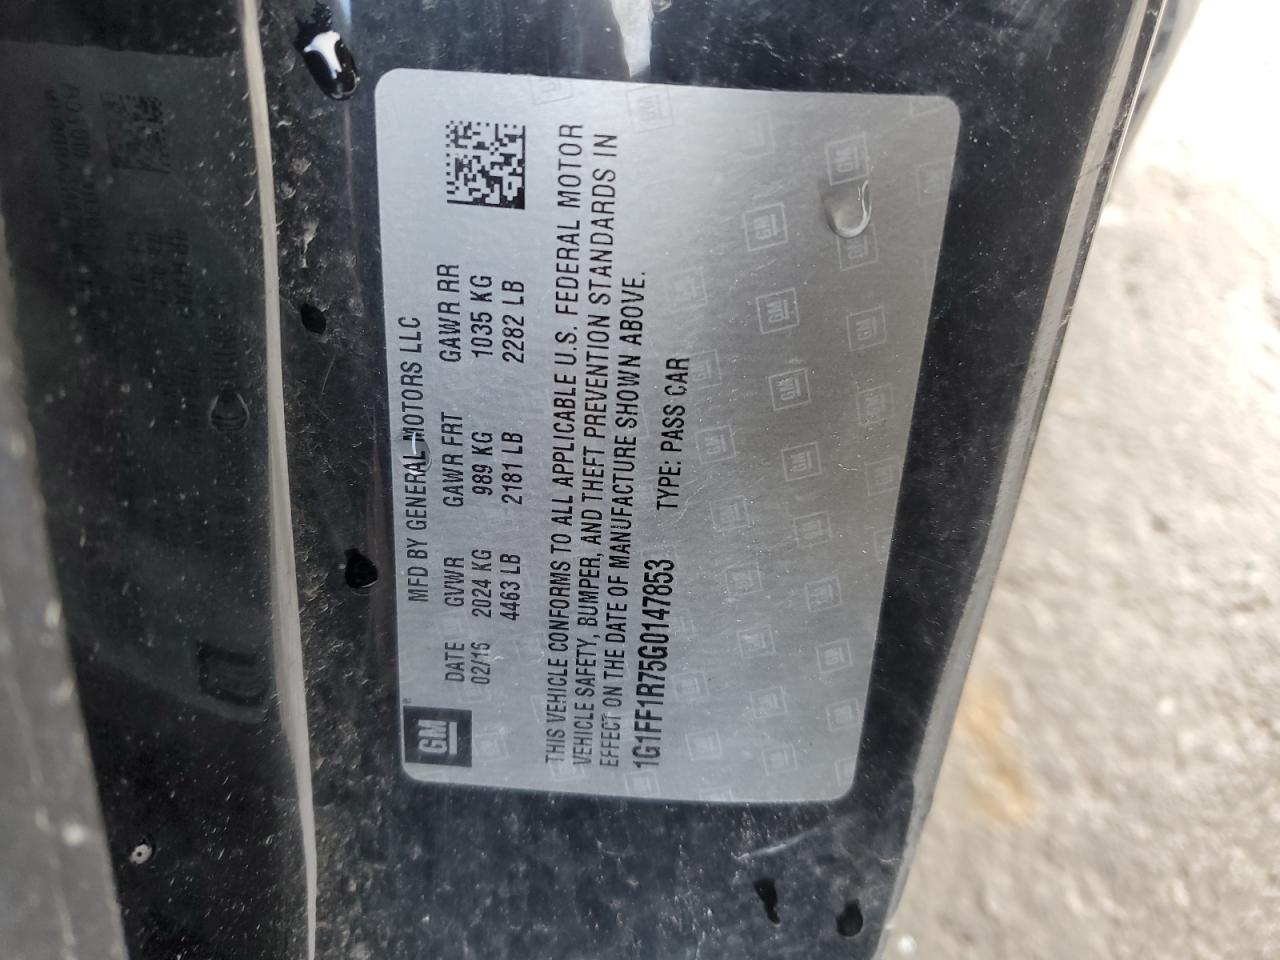 GM
MFD BY GENERAL MOTORS LLC
DATE GVWR GAWR FRT GAWR RR
02/16 2024 KG 989 KG 1035 KG
4463 LB 2181 LB 2282 LB
THIS VEHICLE CONFORMS TO ALL APPLICABLE U.S. FEDERAL MOTOR
VEHICLE SAFETY, BUMPER, AND THEFT PREVENTION STANDARDS IN
EFFECT ON THE DATE OF MANUFACTURE SHOWN ABOVE.
1G1FF1R75G0147853 TYPE: PASS CAR